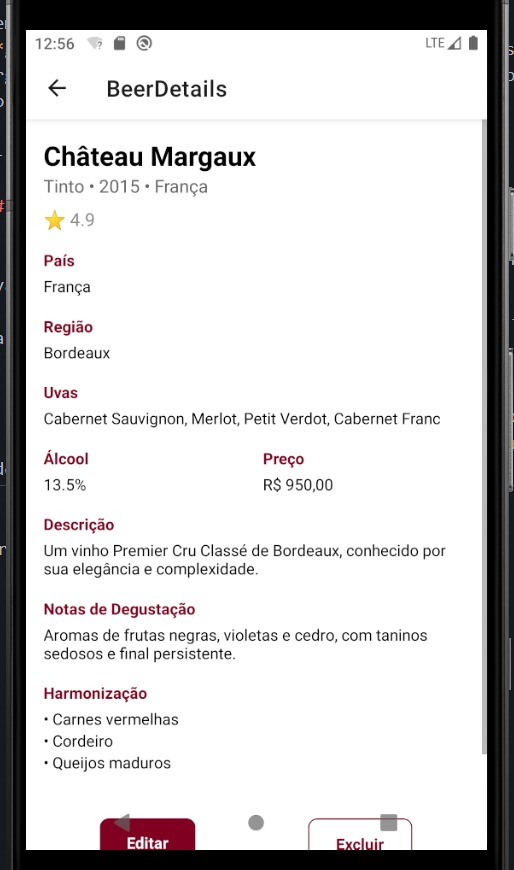 12:56
LTE
BeerDetails
Château Margaux
Tinto • 2015 • França
4.9
País
França
Região
Bordeaux
Uvas
Cabernet Sauvignon, Merlot, Petit Verdot, Cabernet Franc
Álcool Preço
13.5% R$ 950,00
Descrição
Um vinho Premier Cru Classé de Bordeaux, conhecido por
sua elegância e complexidade.
Notas de Degustação
Aromas de frutas negras, violetas e cedro, com taninos
sedosos e final persistente.
Harmonização
• Carnes vermelhas
• Cordeiro
• Queijos maduros
Editar Excluir